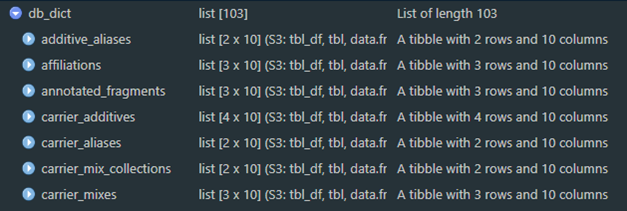 db_dict list [103] List of length 103
additive_aliases list [2 x 10] (S3: tbl_df, tbl, data.fr A tibble with 2 rows and 10 columns
affiliations list [3 x 10] (S3: tbl_df, tbl, data.fr A tibble with 3 rows and 10 columns
annotated_fragments list [3 x 10] (S3: tbl_df, tbl, data.fr A tibble with 3 rows and 10 columns
carrier_additives list [4 x 10] (S3: tbl_df, tbl, data.fr A tibble with 4 rows and 10 columns
carrier_aliases list [2 x 10] (S3: tbl_df, tbl, data.fr A tibble with 2 rows and 10 columns
carrier_mix_collections list [2 x 10] (S3: tbl_df, tbl, data.fr A tibble with 2 rows and 10 columns
carrier_mixes list [3 x 10] (S3: tbl_df, tbl, data.fr A tibble with 3 rows and 10 columns